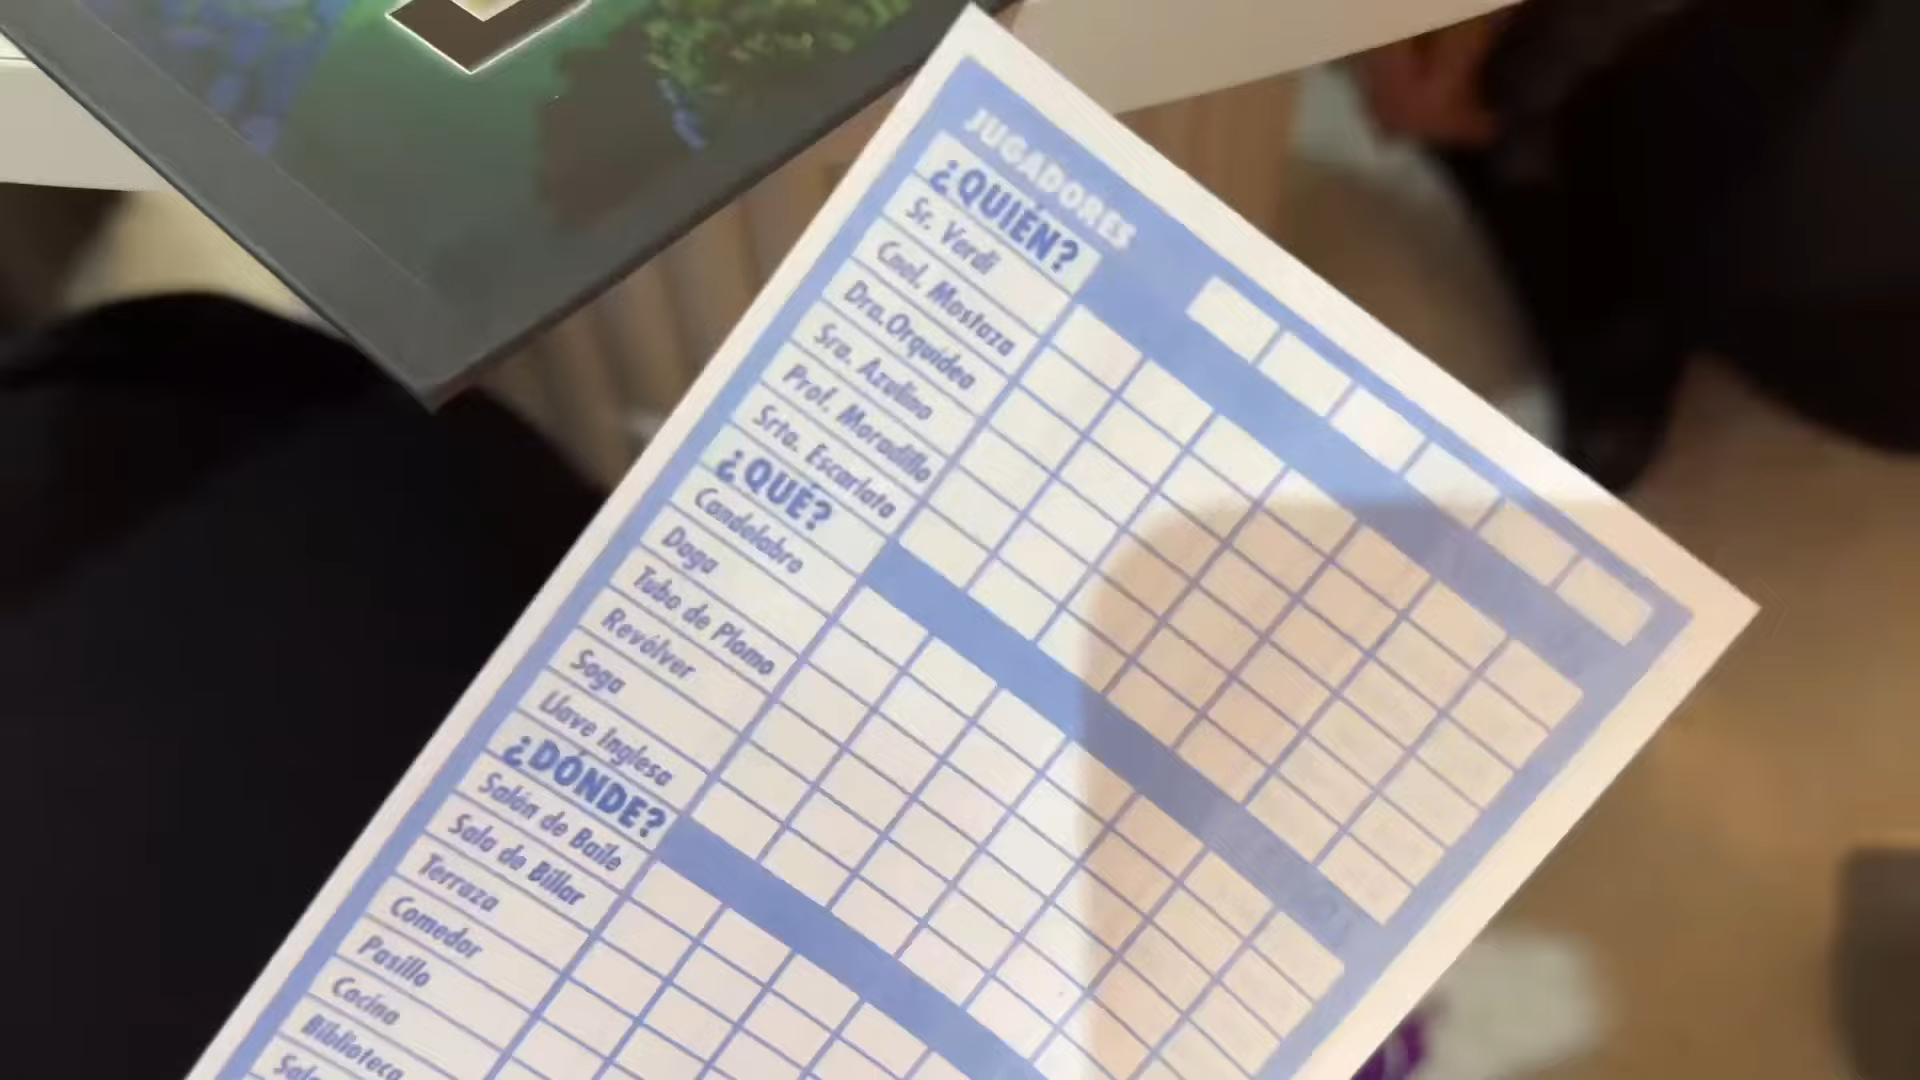 JUGADORES
¿QUIÉN?
Sr. Verdi
Cnel. Mostaza
Dra. Orquídea
Sra. Azulino
Prof. Moradillo
Srta. Escarlata
¿QUÉ?
Candelabro
Daga
Tubo de Plomo
Revólver
Soga
Llave Inglesa
¿DÓNDE?
Salón de Baile
Sala de Billar
Terraza
Comedor
Pasillo
Cocina
Biblioteca
Sala